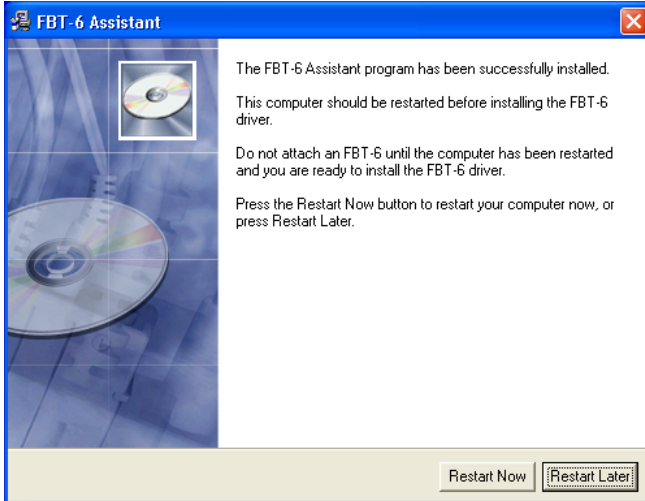 FBT-6 Assistant
The FBT-6 Assistant program has been successfully installed.
This computer should be restarted before installing the FBT-6
driver.
Do not attach an FBT-6 until the computer has been restarted
and you are ready to install the FBT-6 driver.
Press the Restart Now button to restart your computer now, or
press Restart Later.
Restart Now Restart Later